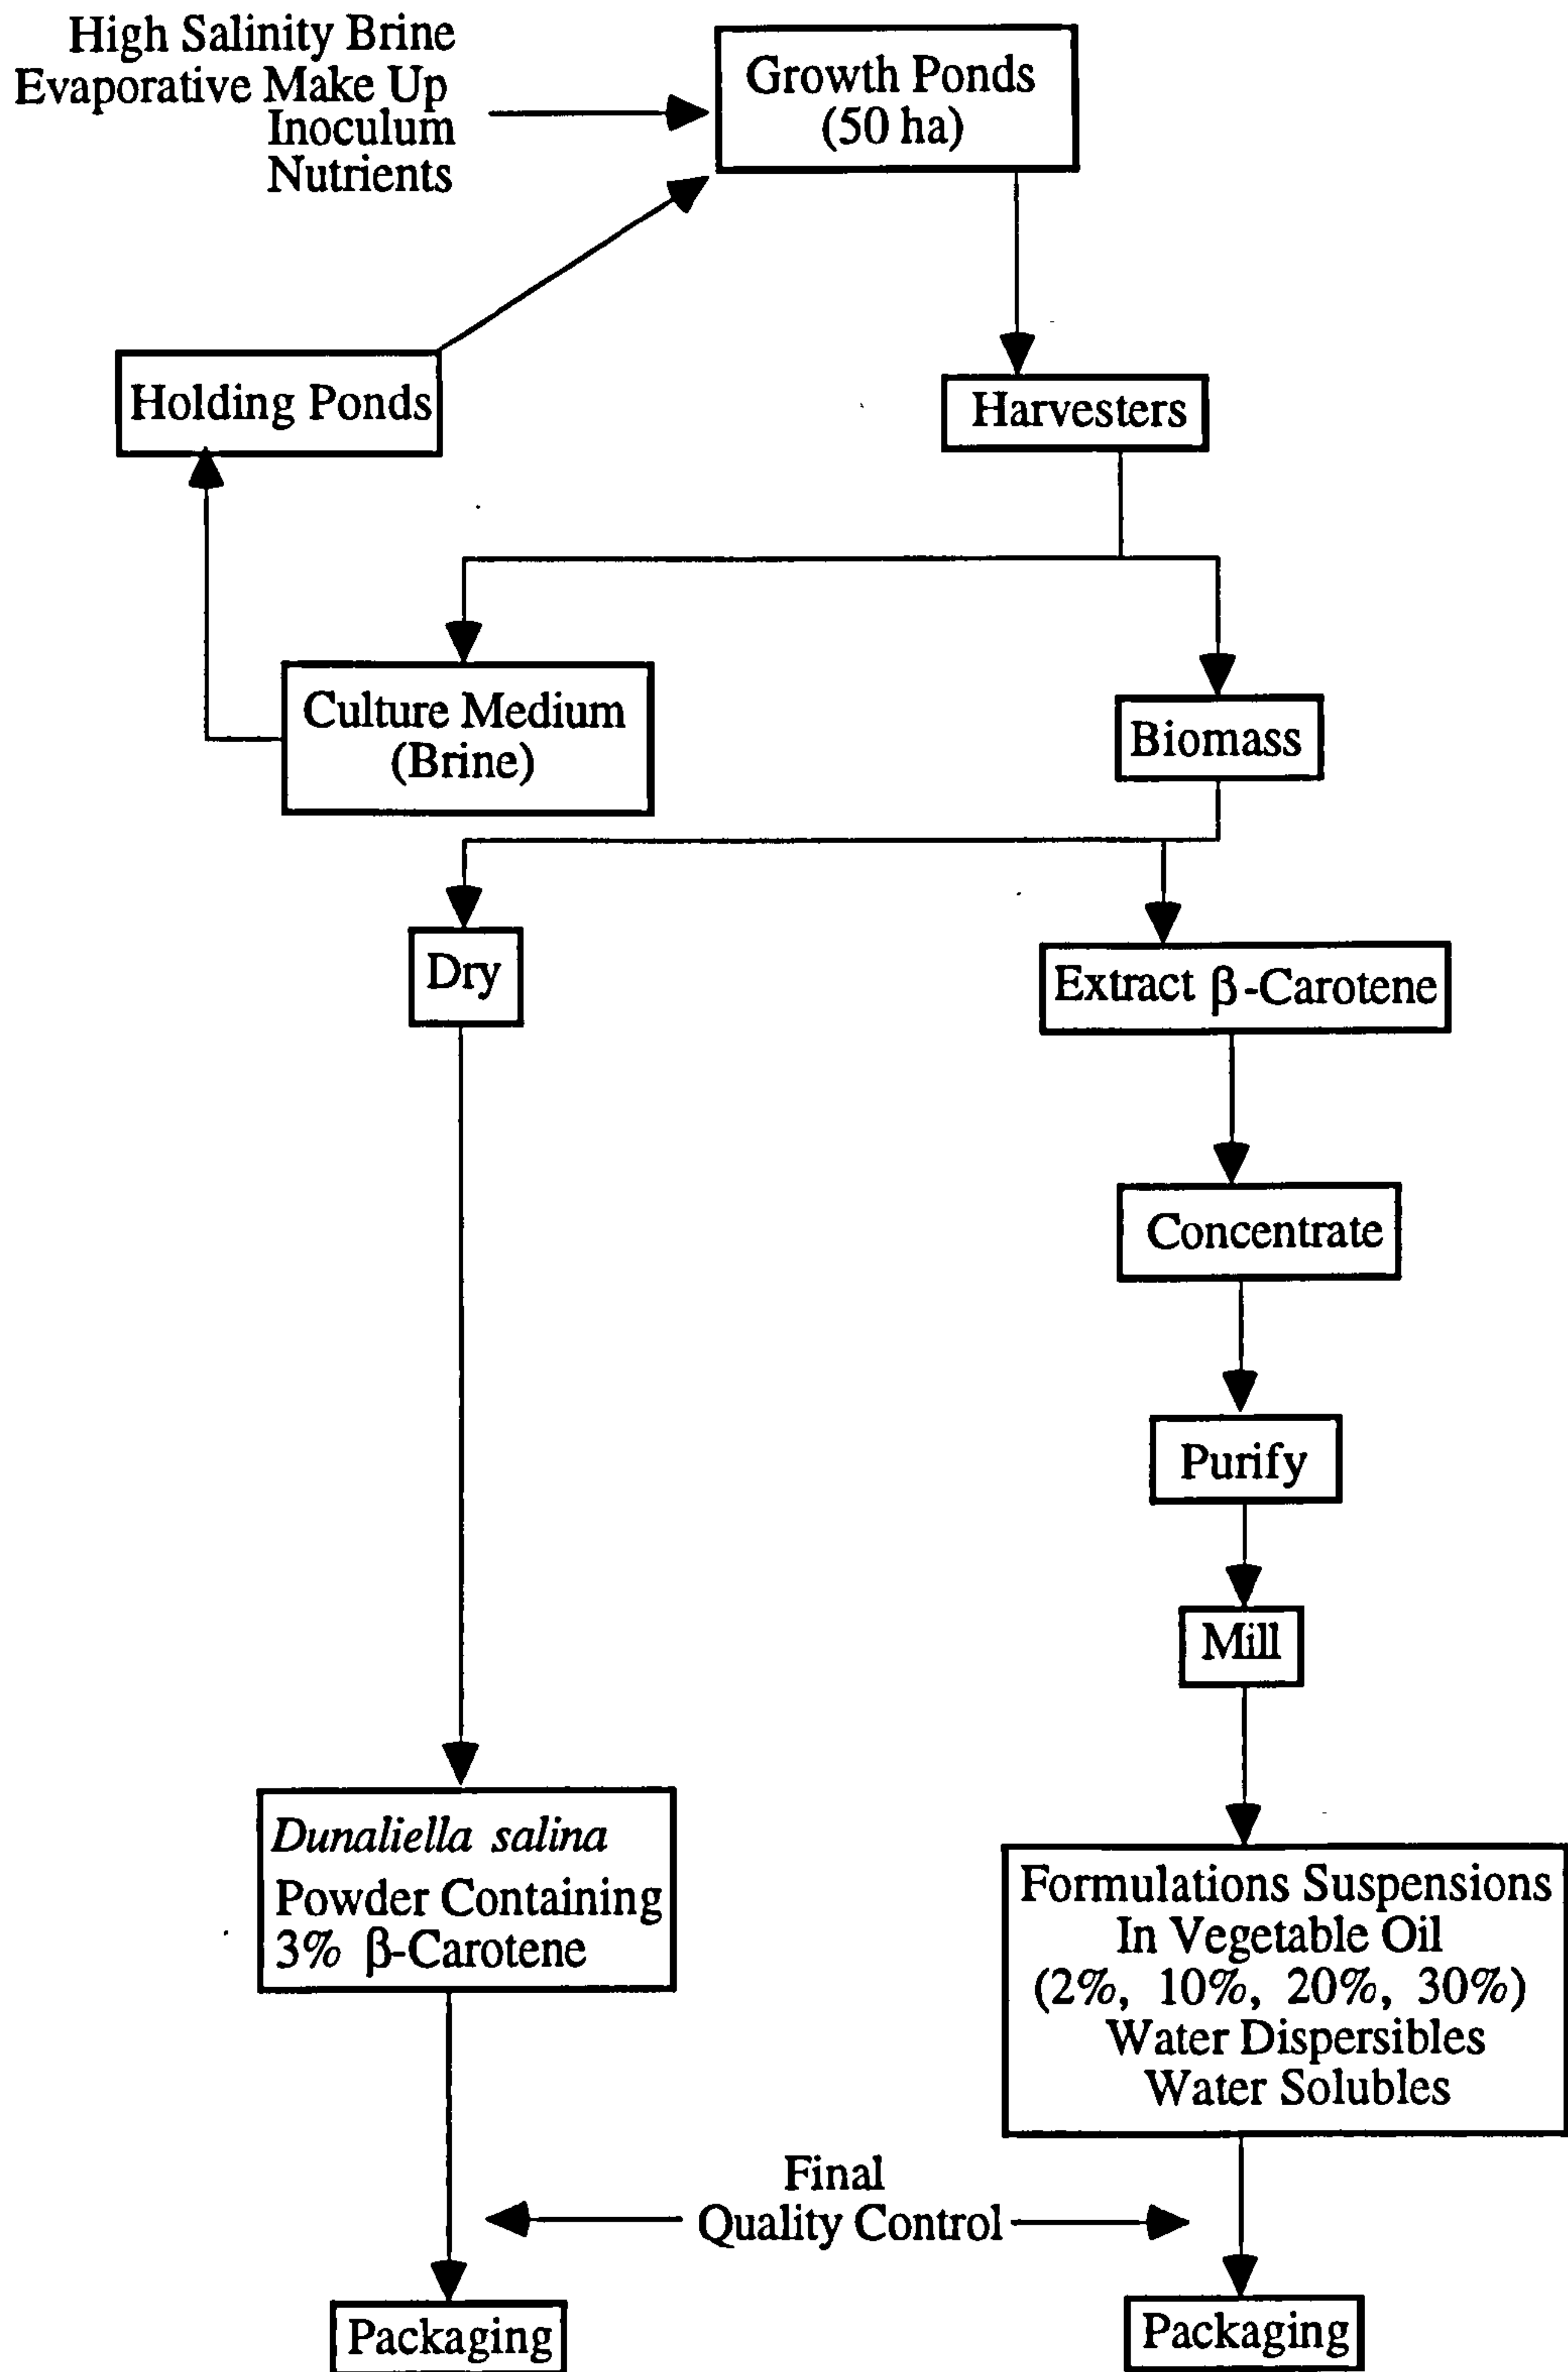 High Salinity Brine
Evaporative Make Up
Inoculum
Nutrients
Growth Ponds
(50 ha)
Holding Ponds
Harvesters
Culture Medium
(Brine)
Biomass
Dry
Extract β-Carotene
Concentrate
Purify
Mill
Dunaliella salina
Powder Containing
3% β-Carotene
Formulations Suspensions
In Vegetable Oil
(2%, 10%, 20%, 30%)
Water Dispersibles
Water Solubles
Final
Quality Control
Packaging
Packaging